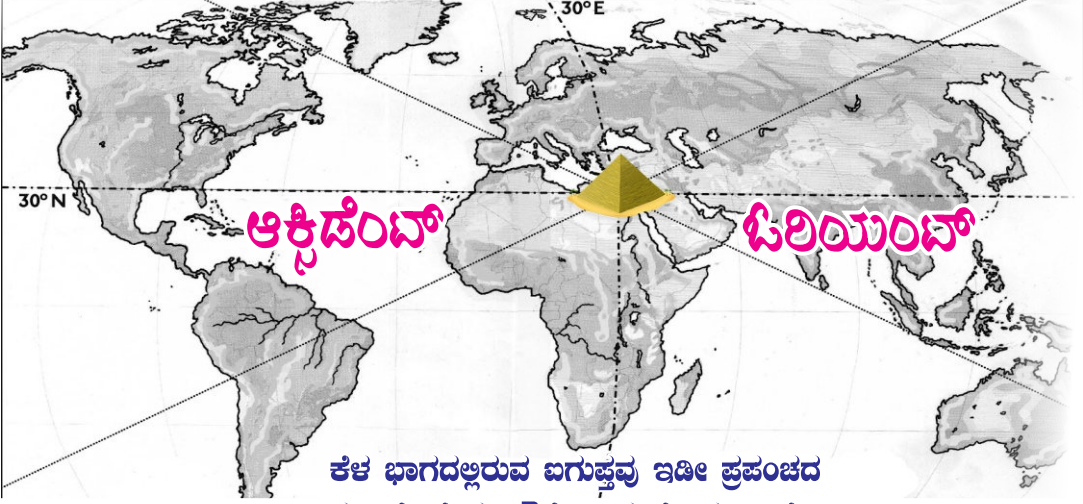 30° E
30° N
ಆಕ್ಸಿಡೆಂಟ್
ಓರಿಯಂಟ್
ಕೆಳ ಭಾಗದಲ್ಲಿರುವ ಐಗುಪ್ತವು ಇಡೀ ಪ್ರಪಂಚದ